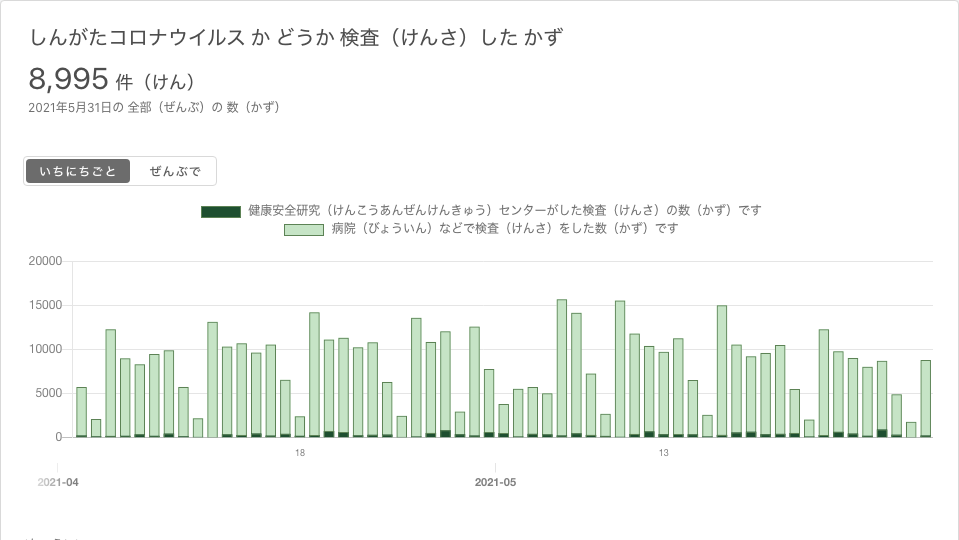 しんがたコロナウイルス か どうか 検査（けんさ）した かず
8,995 件（けん）
2021年5月31日の 全部（ぜんぶ）の 数（かず）
いちにちごと ぜんぶで
健康安全研究（けんこうあんぜんけんきゅう）センターがした検査（けんさ）の数（かず）です
病院（びょういん）などで検査（けんさ）をした数（かず）です
20000
15000
10000
5000
0
18 13
2021-04 2021-05